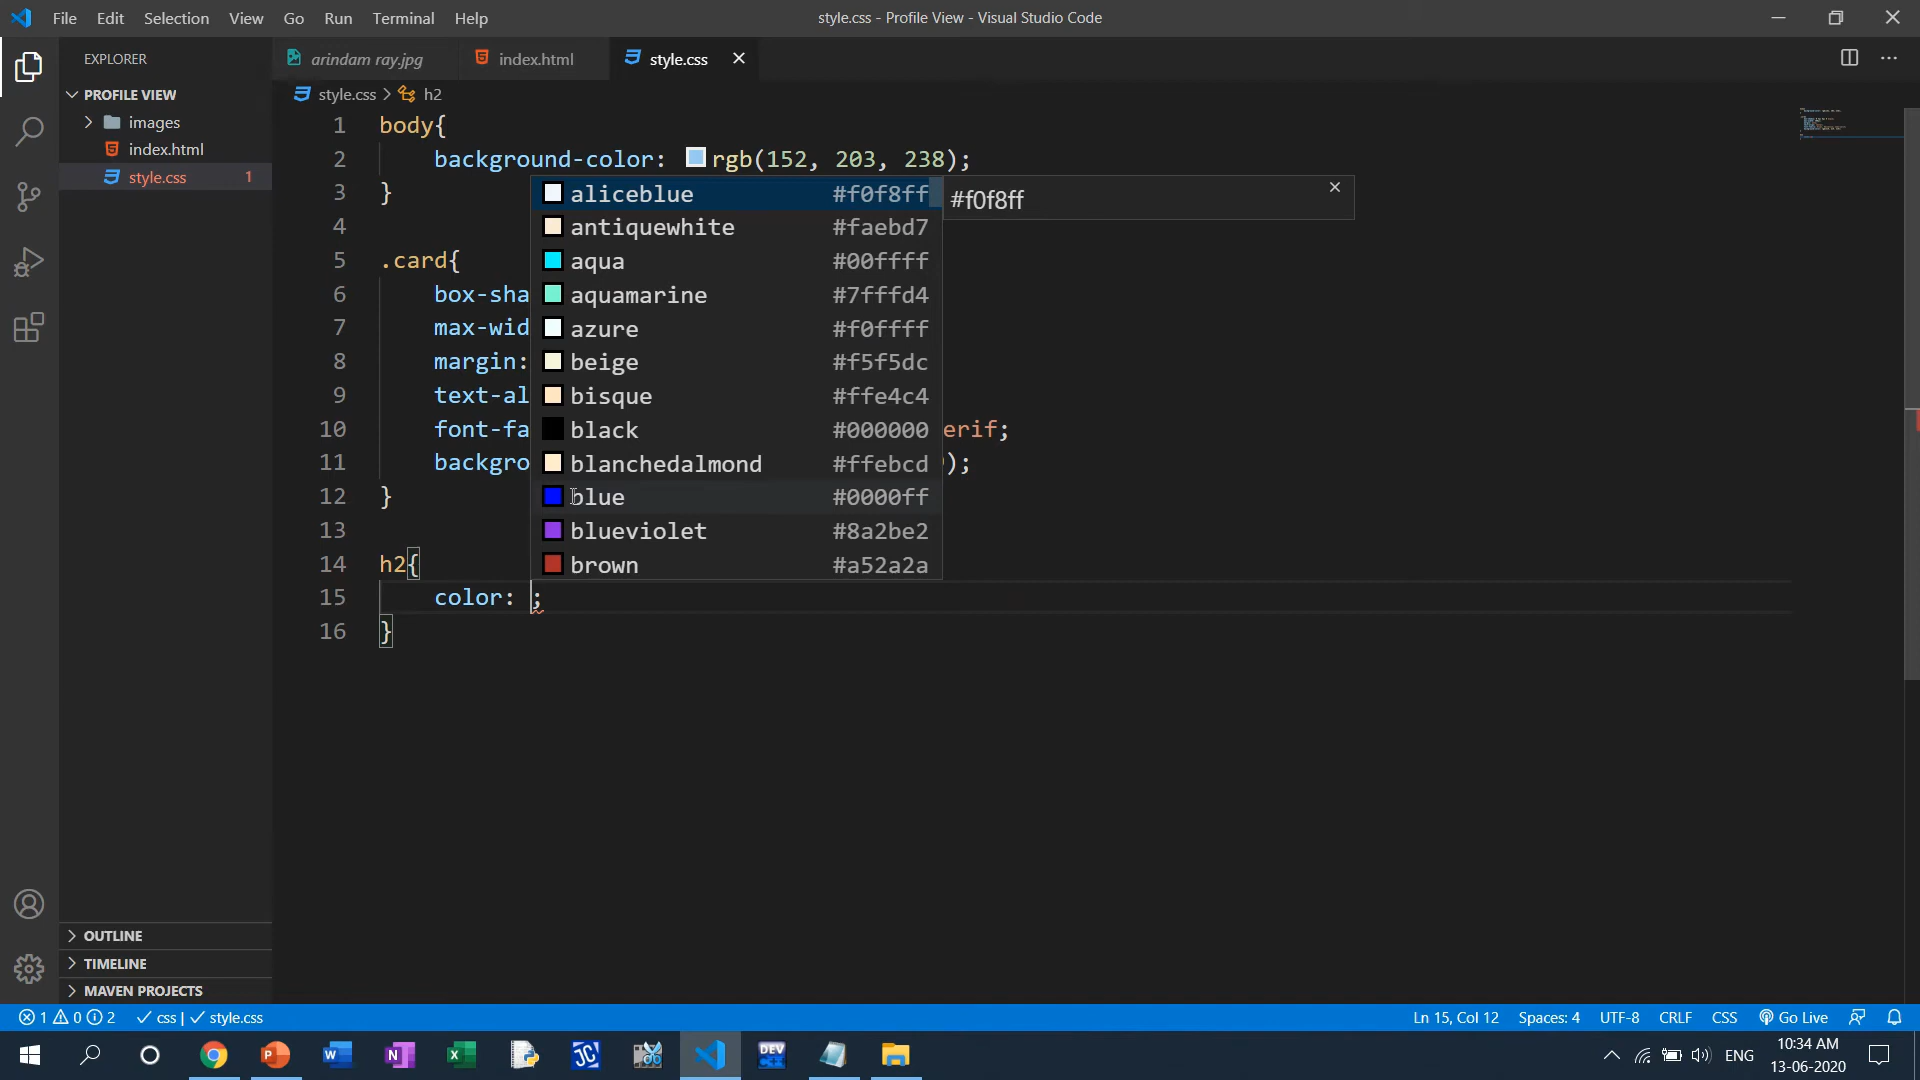 File Edit Selection View Go Run Terminal Help
style.css - Profile View - Visual Studio Code
EXPLORER
arindam ray.jpg
index.html
style.css
PROFILE VIEW
images
index.html
style.css 1
style.css > h2
1 body{
2 background-color: rgb(152, 203, 238);
3 }
4
5 .card{
6 box-sha
7 max-wid
8 margin:
9 text-al
10 font-fa erif;
11 backgro );
12 }
13
14 h2{
15 color: ;
16 }
aliceblue #f0f8ff
antiquewhite #faebd7
aqua #00ffff
aquamarine #7fffd4
azure #f0ffff
beige #f5f5dc
bisque #ffe4c4
black #000000
blanchedalmond #ffebcd
blue #0000ff
blueviolet #8a2be2
brown #a52a2a
#f0f8ff
OUTLINE
TIMELINE
MAVEN PROJECTS
1 0 2 css | style.css
Ln 15, Col 12 Spaces: 4 UTF-8 CRLF CSS Go Live
DEV C++
ENG
10:34 AM
13-06-2020